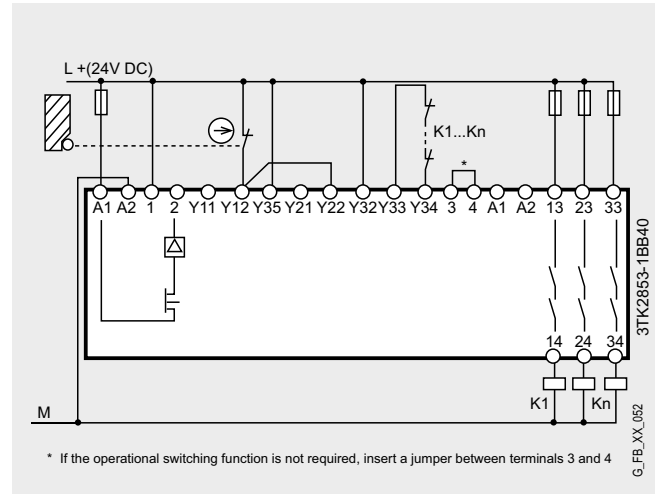 L +(24V DC)
K1...Kn
*
A1 A2 1 2 Y11 Y12 Y35 Y21 Y22 Y32 Y33 Y34 3 4 A1 A2 13 23 33
3TK2853-1BB40
14 24 34
K1 Kn
M
* If the operational switching function is not required, insert a jumper between terminals 3 and 4
G_FB_XX_052